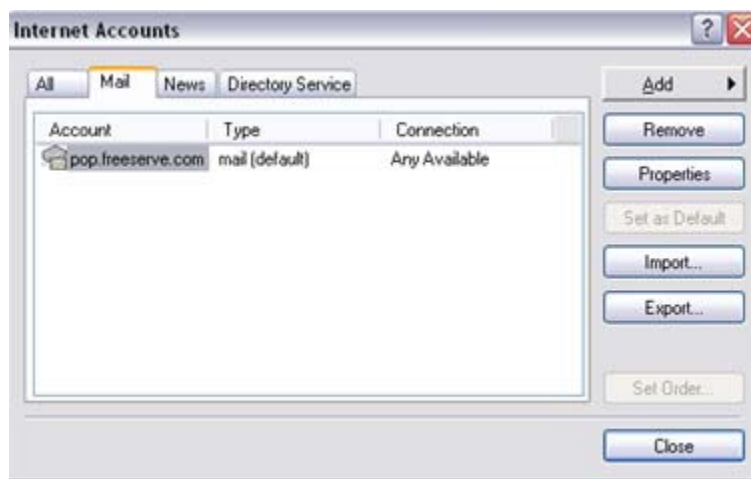 Internet Accounts
?
All Mail News Directory Service
Account Type Connection
pop.freeserve.com mail (default) Any Available
Add
Remove
Properties
Set as Default
Import...
Export...
Set Order...
Close